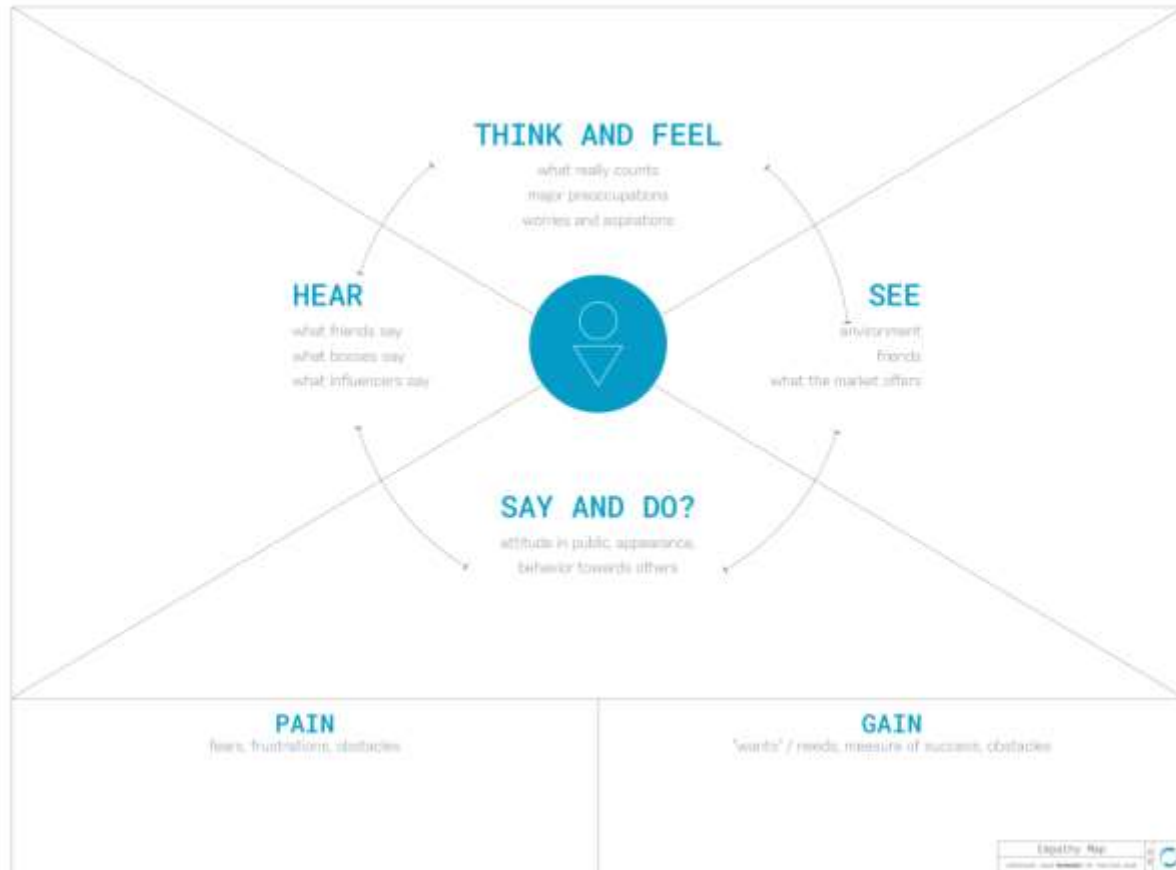 THINK AND FEEL
what really counts
major preoccupations
worries and aspirations
HEAR
what friends say
what bosses say
what influencers say
SEE
environment
friends
what the market offers
SAY AND DO?
attitude in public, appearance,
behavior towards others
PAIN
fears, frustrations, obstacles
GAIN
"wants" / needs, measure of success, obstacles
Empathy Map